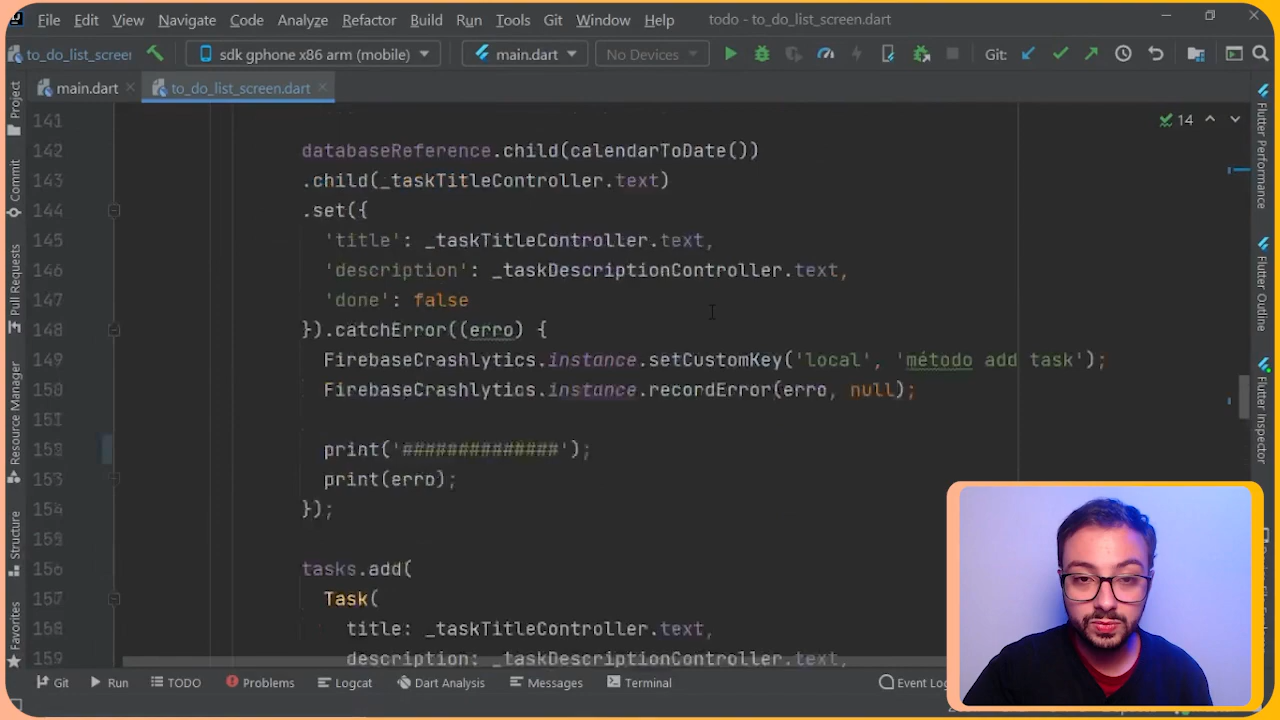 File Edit View Navigate Code Analyze Refactor Build Run Tools Git Window Help todo - to_do_list_screen.dart
to_do_list_screen sdk gphone x86 arm (mobile) main.dart No Devices Git:
main.dart to_do_list_screen.dart
141
14
142 databaseReference.child(calendarToDate())
143 .child(_taskTitleController.text)
144 .set({
145 'title': _taskTitleController.text,
146 'description': _taskDescriptionController.text,
147 'done': false
148 }).catchError((erro) {
149 FirebaseCrashlytics.instance.setCustomKey('local', 'método add task');
150 FirebaseCrashlytics.instance.recordError(erro, null);
151
152 print('##############');
153 print(erro);
154 });
155
156 tasks.add(
157 Task(
158 title: _taskTitleController.text,
159 description: _taskDescriptionController.text,
Git Run TODO Problems Logcat Dart Analysis Messages Terminal Event Log
Project
Commit
Pull Requests
Resource Manager
Structure
Favorites
Flutter Performance
Flutter Outline
Flutter Inspector